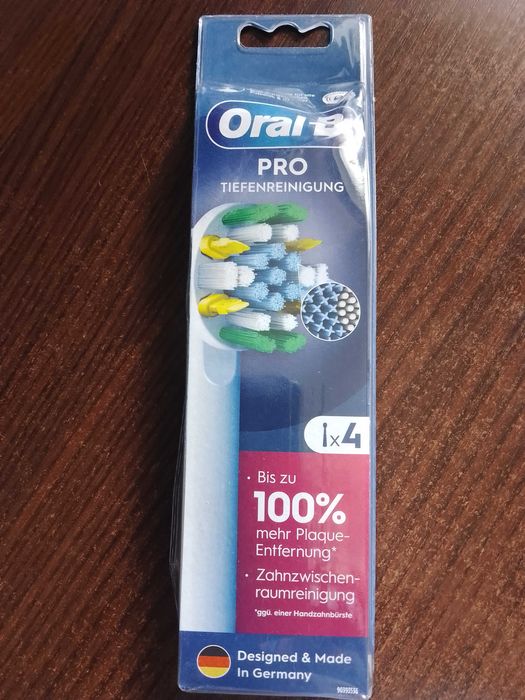 Oral-B
PRO
TIEFENREINIGUNG
x4
• Bis zu
100%
mehr Plaque-
Entfernung*
• Zahnzwischen-
raumreinigung
*ggü. einer Handzahnbürste
Designed & Made
In Germany